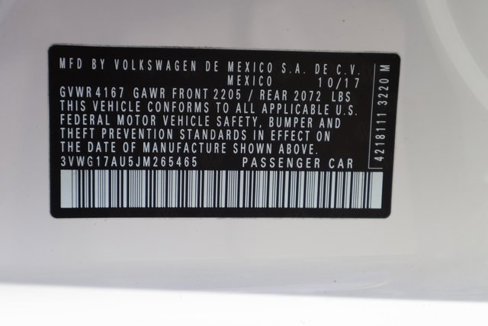 MFD BY VOLKSWAGEN DE MEXICO S.A. DE C.V.
MEXICO 10/17
GVWR 4167 GAWR FRONT 2205 / REAR 2072 LBS
THIS VEHICLE CONFORMS TO ALL APPLICABLE U.S.
FEDERAL MOTOR VEHICLE SAFETY, BUMPER AND
THEFT PREVENTION STANDARDS IN EFFECT ON
THE DATE OF MANUFACTURE SHOWN ABOVE.
3VWG17AU5JM265465 PASSENGER CAR
4218111 3220 M